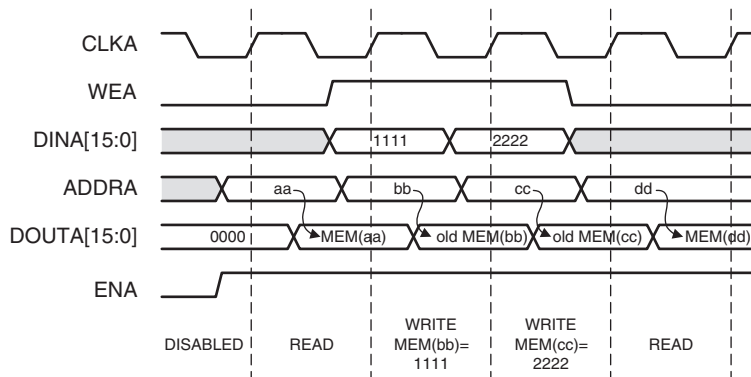 CLKA
WEA
DINA[15:0] 1111 2222
ADDRA aa bb cc dd
DOUTA[15:0] 0000 MEM(aa) old MEM(bb) old MEM(cc) MEM(dd)
ENA
DISABLED READ WRITE MEM(bb)= 1111 WRITE MEM(cc)= 2222 READ